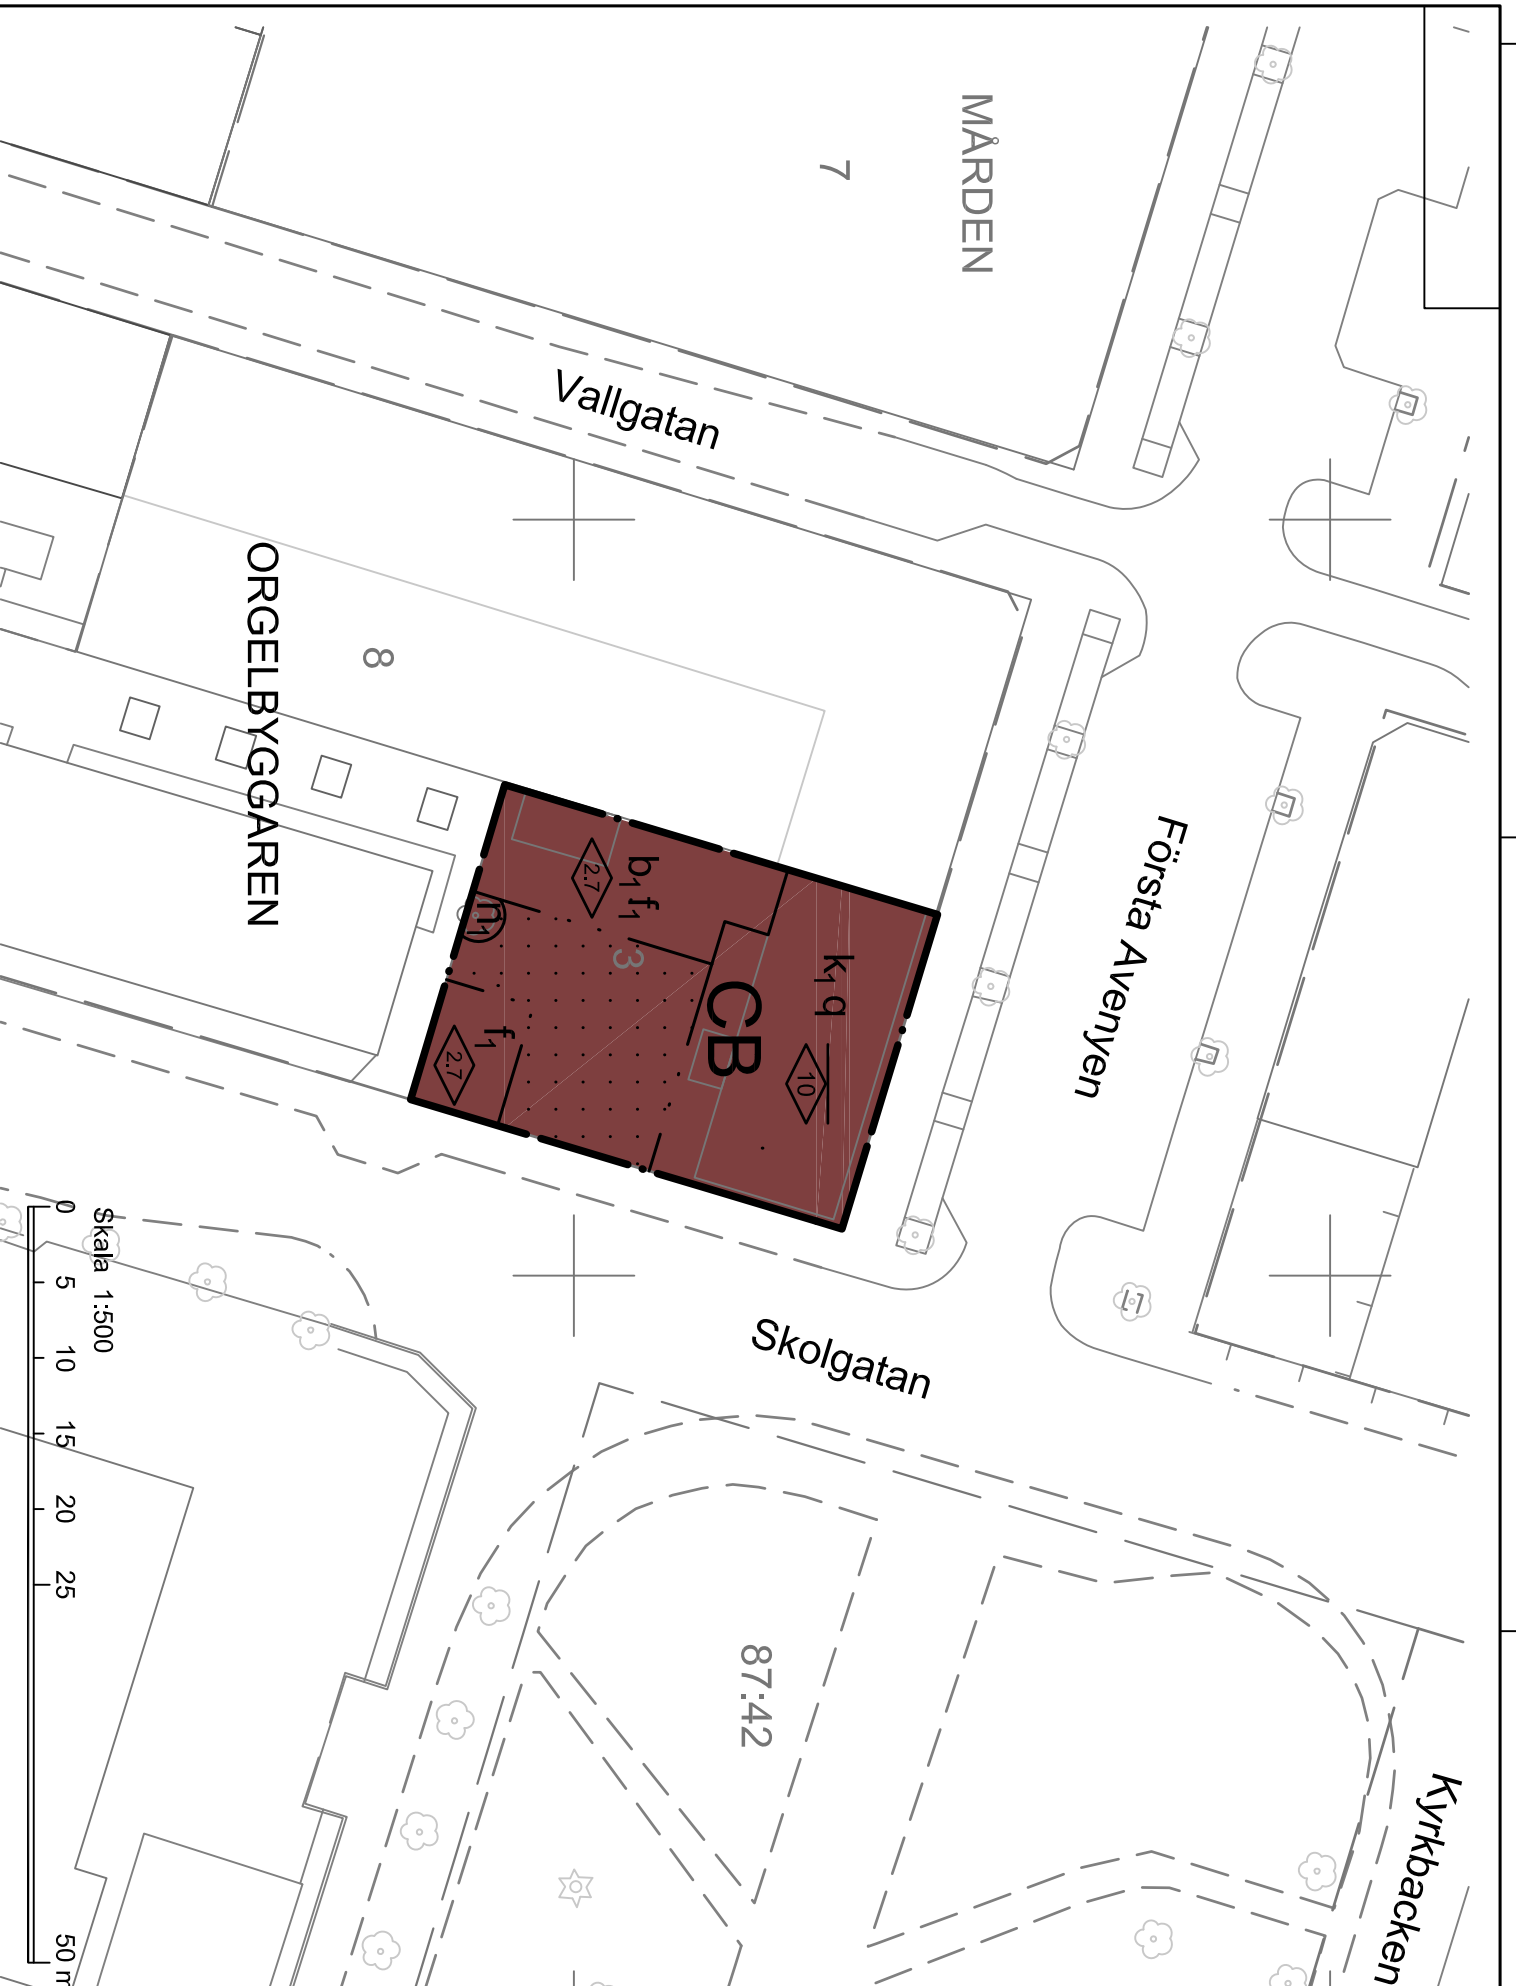 MÅRDEN
7
Vallgatan
ORGELBYGGAREN
8
Första Avenyen
b₁ f₁
2.7
3
n₁
k₁ q
CB
10
f₁
2.7
Skolgatan
Skala 1:500
0 5 10 15 20 25 50 m
87:42
Kyrkbacken